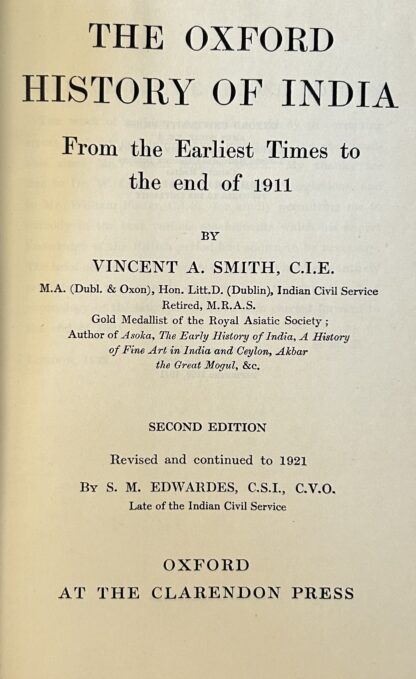 THE OXFORD
HISTORY OF INDIA
From the Earliest Times to
the end of 1911
BY
VINCENT A. SMITH, C.I.E.
M.A. (Dubl. & Oxon), Hon. Litt.D. (Dublin), Indian Civil Service
Retired, M.R.A.S.
Gold Medallist of the Royal Asiatic Society;
Author of Asoka, The Early History of India, A History
of Fine Art in India and Ceylon, Akbar
the Great Mogul, &c.
SECOND EDITION
Revised and continued to 1921
BY S. M. EDWARDES, C.S.I., C.V.O.
Late of the Indian Civil Service
OXFORD
AT THE CLARENDON PRESS